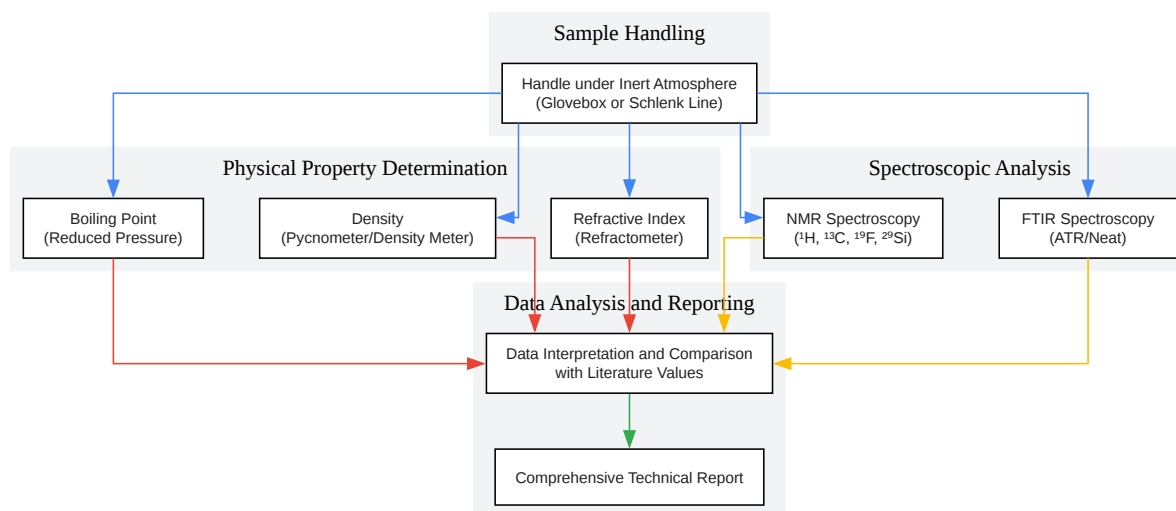 Sample Handling
Handle under Inert Atmosphere
(Glovebox or Schlenk Line)
Physical Property Determination
Spectroscopic Analysis
Boiling Point
(Reduced Pressure)
Density
(Pycnometer/Density Meter)
Refractive Index
(Refractometer)
NMR Spectroscopy
(¹H, ¹³C, ¹⁹F, ²⁹Si)
FTIR Spectroscopy
(ATR/Neat)
Data Analysis and Reporting
Data Interpretation and Comparison
with Literature Values
Comprehensive Technical Report